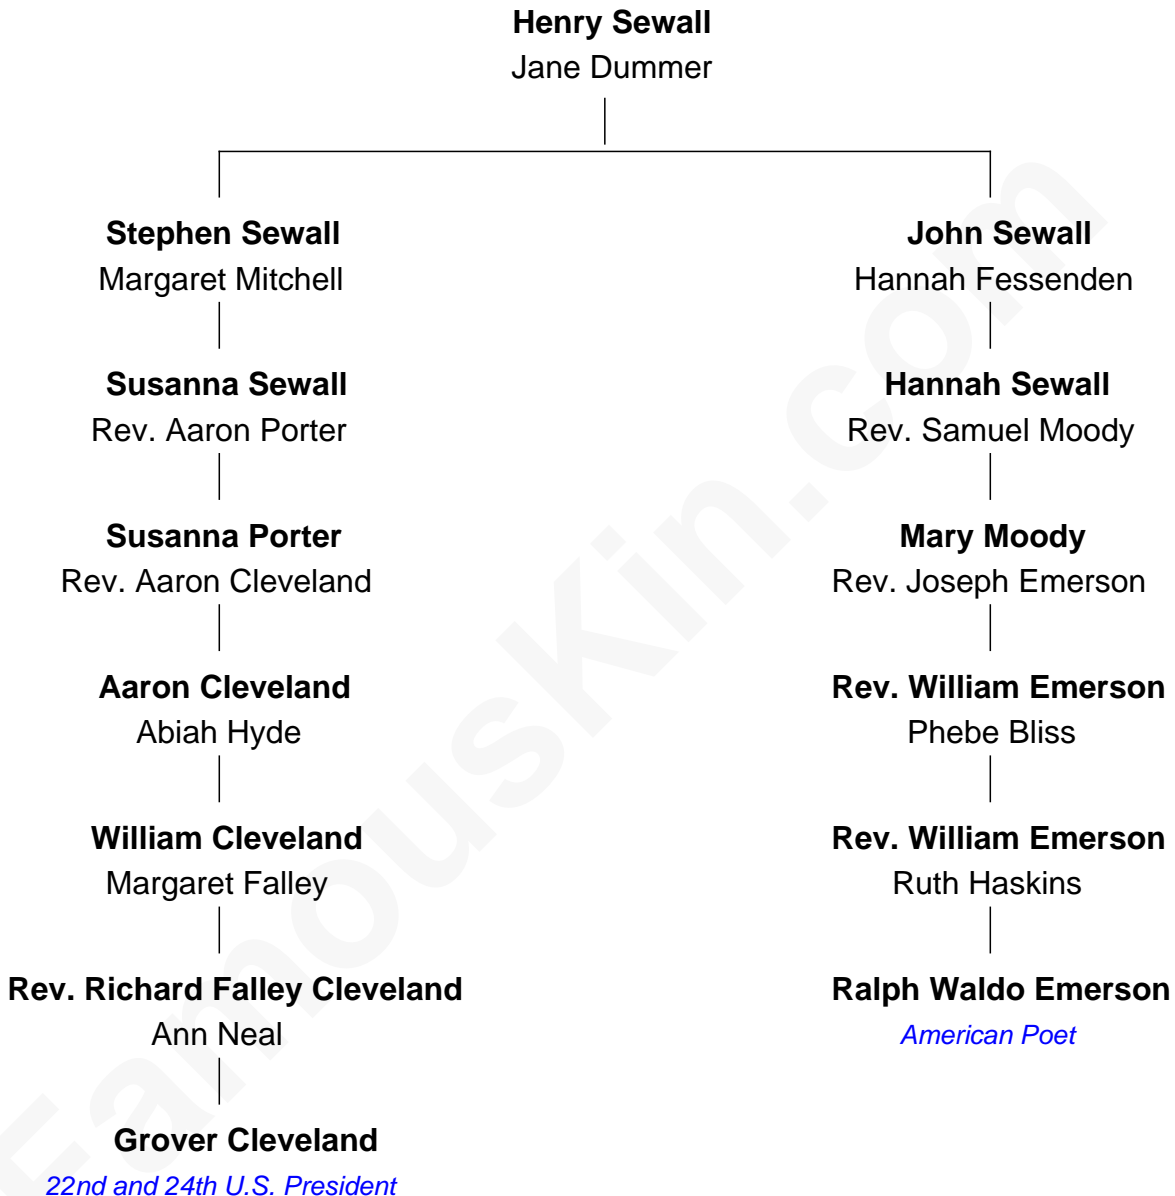 Henry Sewall
Jane Dummer
Stephen Sewall
Margaret Mitchell
John Sewall
Hannah Fessenden
Susanna Sewall
Rev. Aaron Porter
Hannah Sewall
Rev. Samuel Moody
Susanna Porter
Rev. Aaron Cleveland
Mary Moody
Rev. Joseph Emerson
Aaron Cleveland
Abiah Hyde
Rev. William Emerson
Phebe Bliss
William Cleveland
Margaret Falley
Rev. William Emerson
Ruth Haskins
Rev. Richard Falley Cleveland
Ann Neal
Ralph Waldo Emerson
American Poet
Grover Cleveland
22nd and 24th U.S. President
FamousKin.com